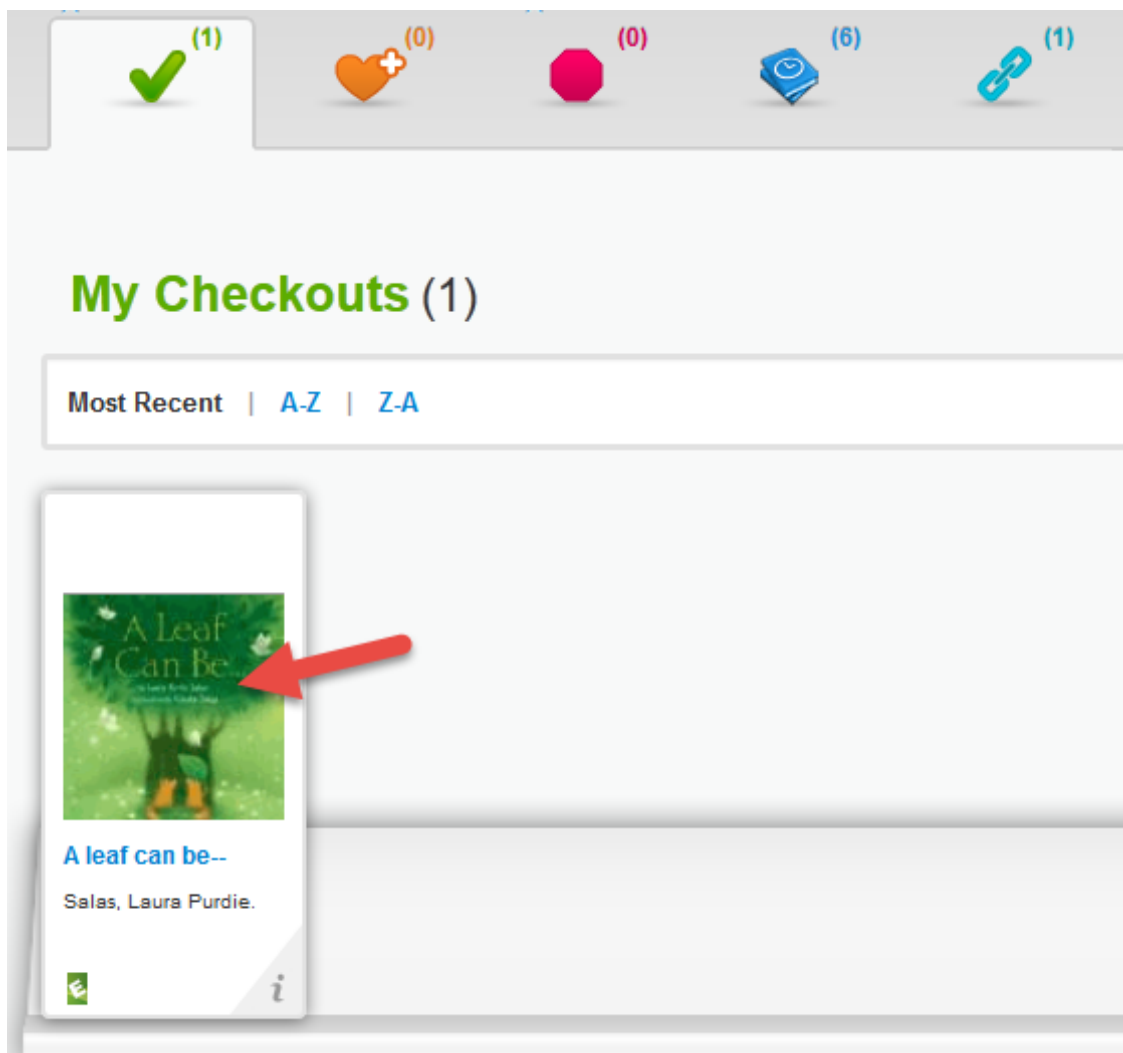 (1) (0) (0) (6) (1)
My Checkouts (1)
Most Recent | A-Z | Z-A
A Leaf
Can Be...
A leaf can be--
Salas, Laura Purdie.
E
i